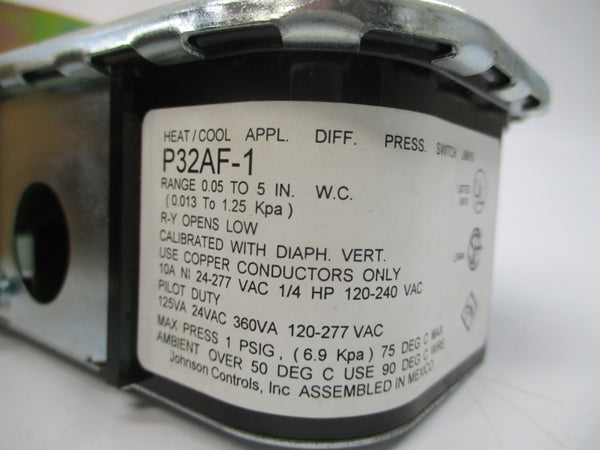 HEAT/COOL APPL. DIFF. PRESS. SWITCH
P32AF-1
RANGE 0.05 TO 5 IN. W.C.
(0.013 To 1.25 Kpa)
R-Y OPENS LOW
CALIBRATED WITH DIAPH. VERT.
USE COPPER CONDUCTORS ONLY
10A NI 24-277 VAC 1/4 HP 120-240 VAC
PILOT DUTY
125VA 24VAC 360VA 120-277 VAC
MAX PRESS 1 PSIG, (6.9 Kpa) 75 DEG C MAX
AMBIENT OVER 50 DEG C USE 90 DEG C WIRE
Johnson Controls, Inc ASSEMBLED IN MEXICO
LISTED
UL